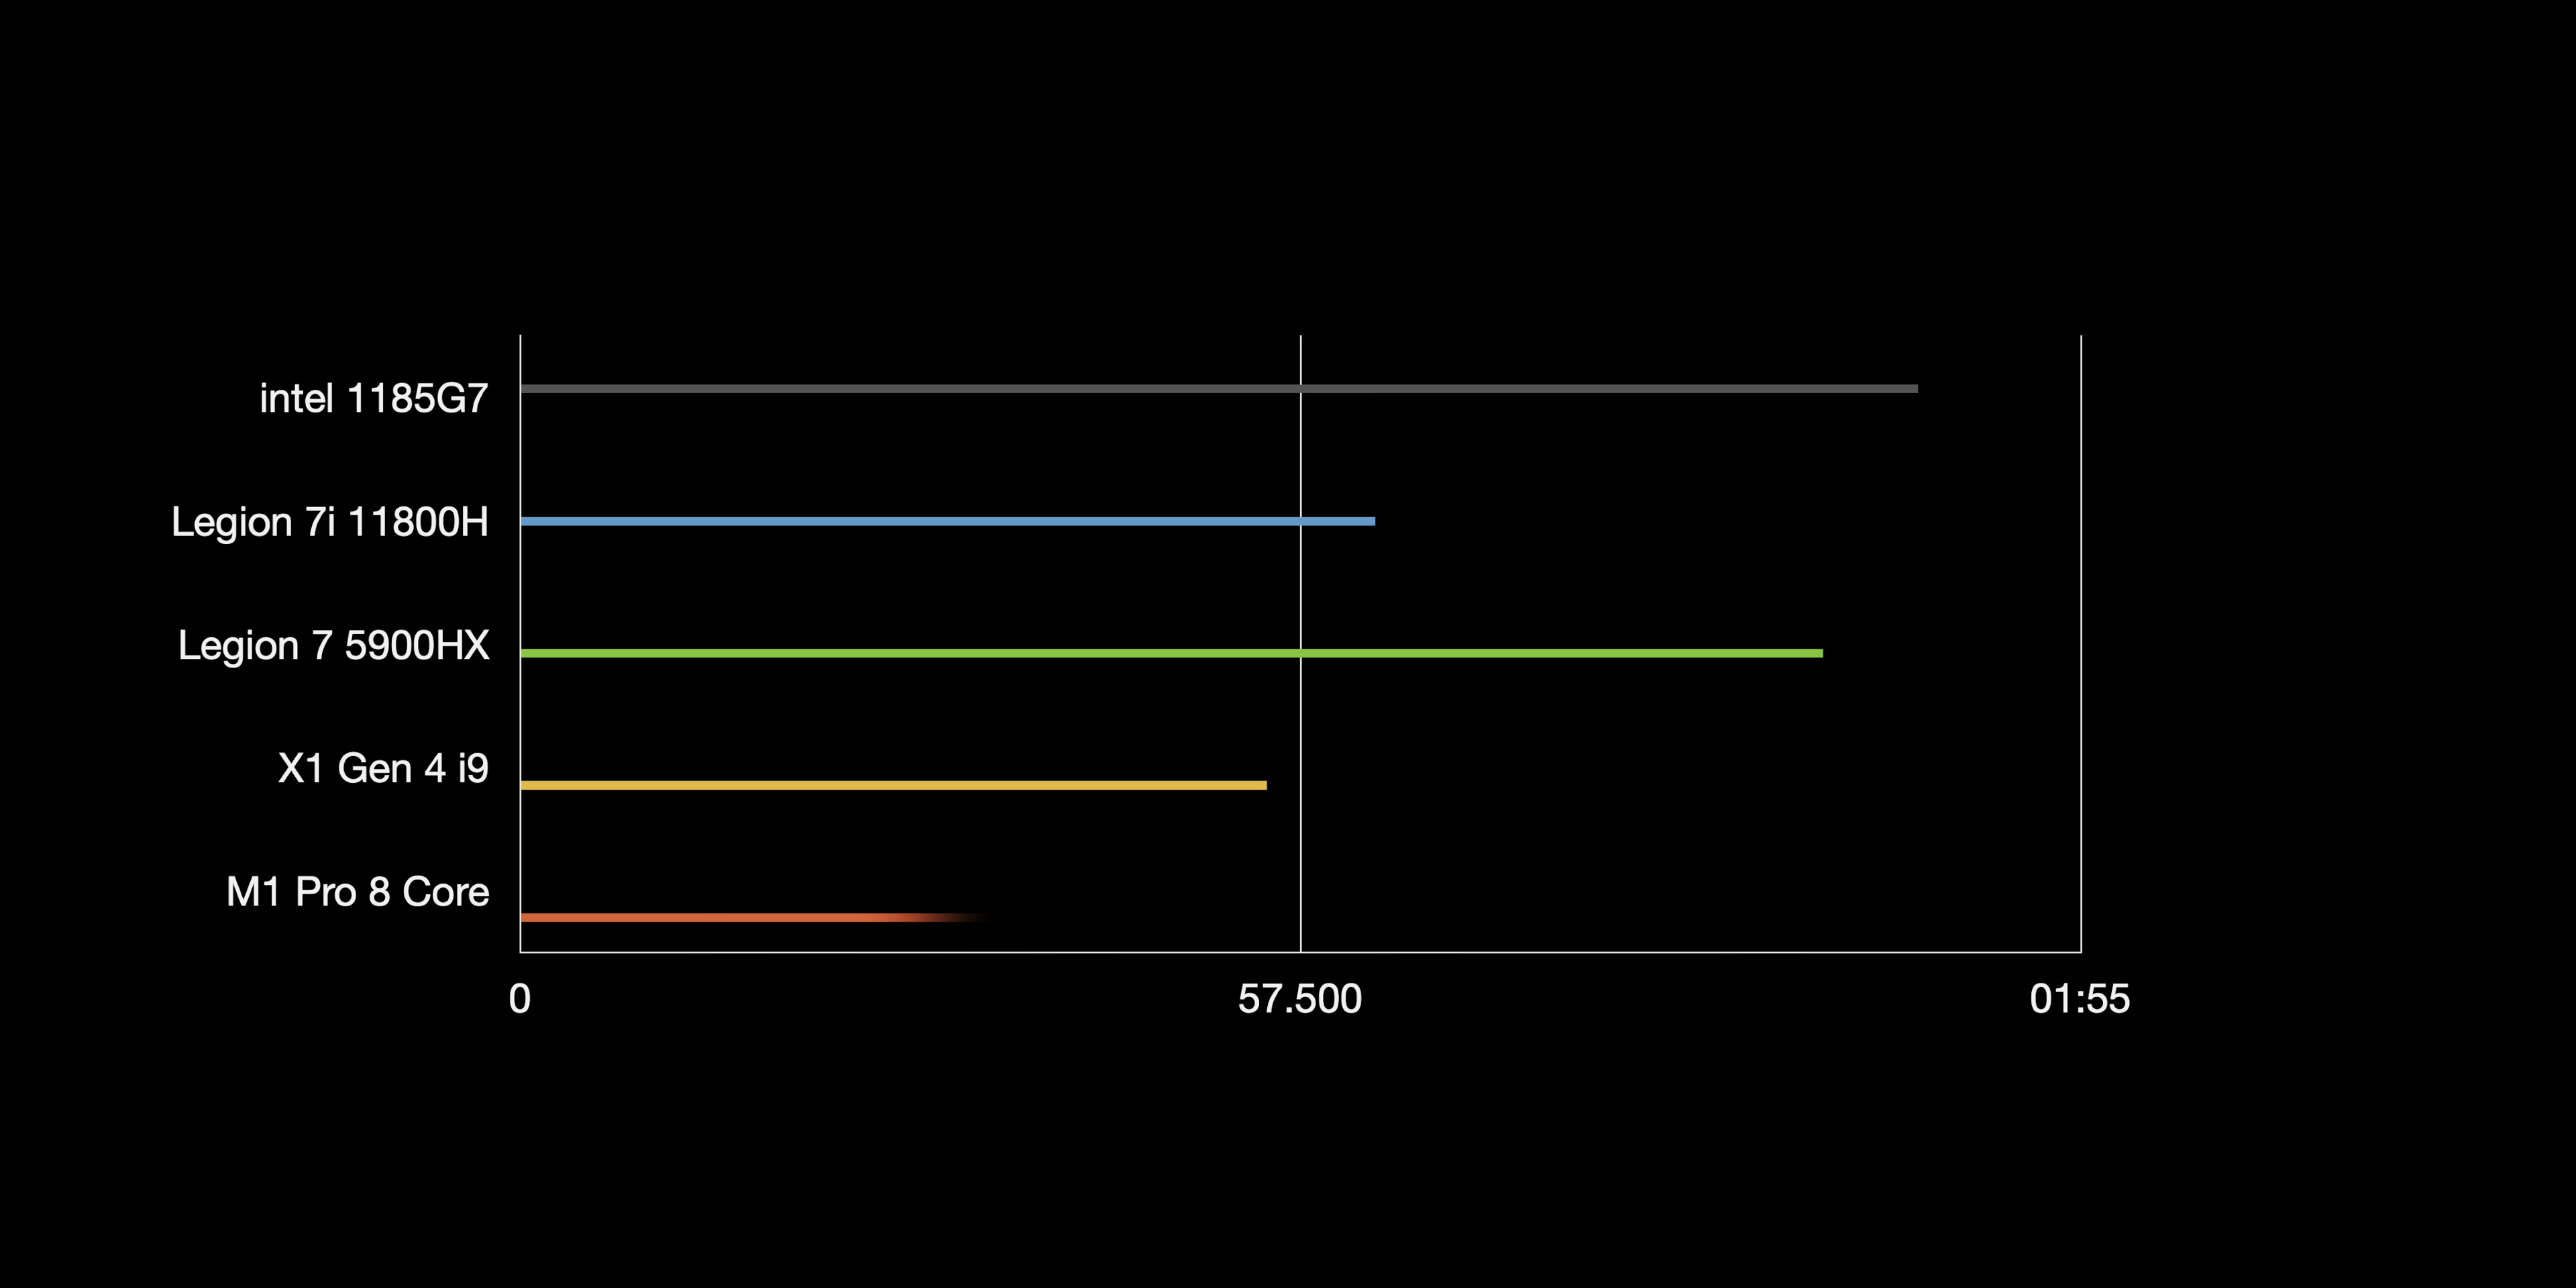 intel 1185G7
Legion 7i 11800H
Legion 7 5900HX
X1 Gen 4 i9
M1 Pro 8 Core
0 57.500 01:55